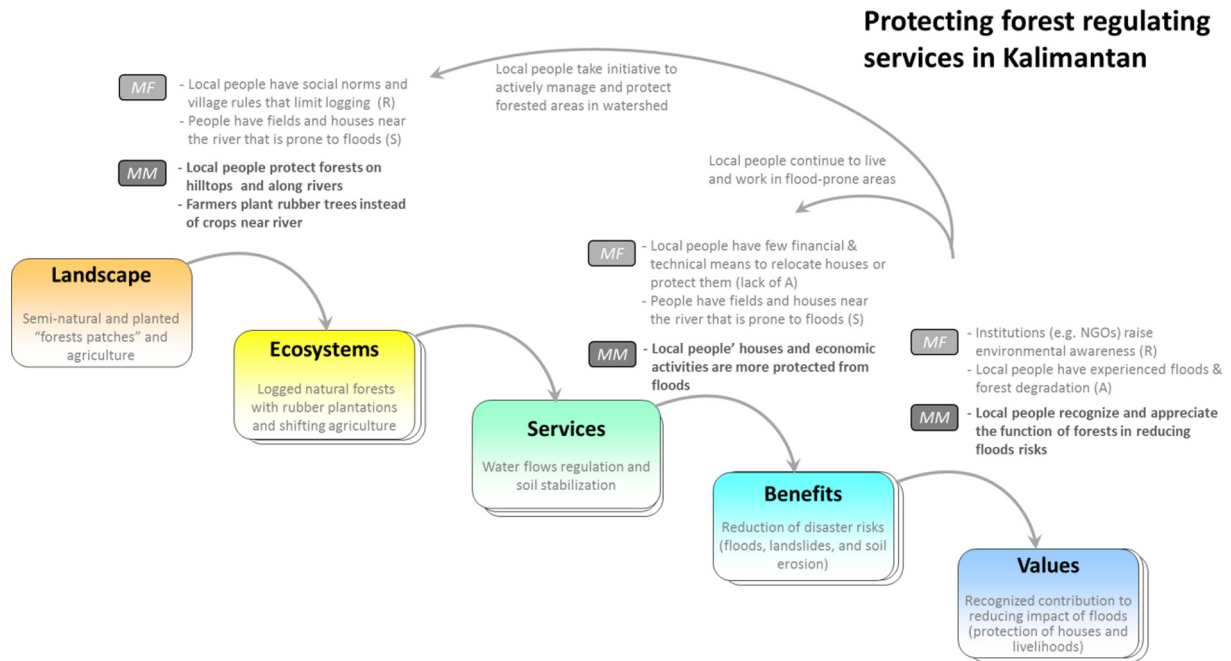 Protecting forest regulating
services in Kalimantan
Local people take initiative to
actively manage and protect
forested areas in watershed
MF
- Local people have social norms and
village rules that limit logging (R)
- People have fields and houses near
the river that is prone to floods (S)
MM
- Local people protect forests on
hilltops and along rivers
- Farmers plant rubber trees instead
of crops near river
Local people continue to live
and work in flood-prone areas
MF
- Local people have few financial &
technical means to relocate houses or
protect them (lack of A)
- People have fields and houses near
the river that is prone to floods (S)
MM
- Local people' houses and economic
activities are more protected from
floods
MF
- Institutions (e.g. NGOs) raise
environmental awareness (R)
- Local people have experienced floods &
forest degradation (A)
MM
- Local people recognize and appreciate
the function of forests in reducing
floods risks
Landscape
Semi-natural and planted
“forests patches” and
agriculture
Ecosystems
Logged natural forests
with rubber plantations
and shifting agriculture
Services
Water flows regulation and
soil stabilization
Benefits
Reduction of disaster risks
(floods, landslides, and soil
erosion)
Values
Recognized contribution to
reducing impact of floods
(protection of houses and
livelihoods)